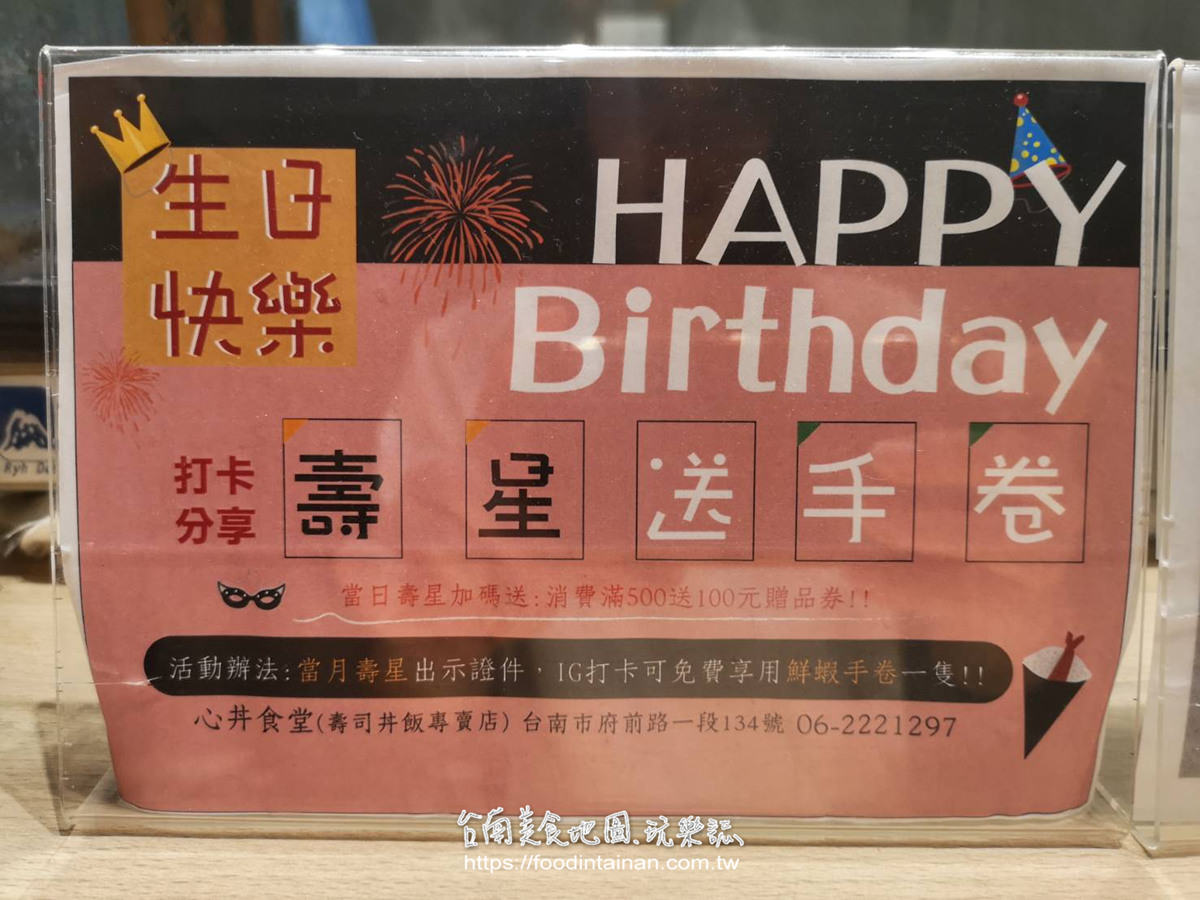 生日
快樂
HAPPY
Birthday
打卡
分享
壽星送手卷
當日壽星加碼送:消費滿500送100元贈品券!!
活動辦法:當月壽星出示證件,IG打卡可免費享用鮮蝦手卷一隻!!
心丼食堂(壽司丼飯專賣店) 台南市府前路一段134號 06-2221297
台南美食地圖.玩樂誌
https://foodintainan.com.tw